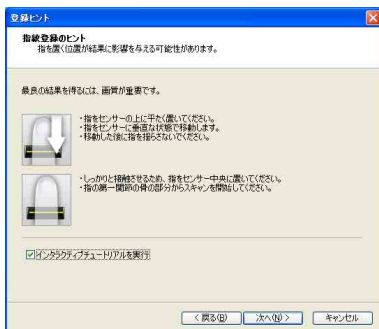 登録ヒント
指紋登録のヒント
指を置く位置が結果に影響を与える可能性があります。
最良の結果を得るには、画質が重要です。
・指をセンサーの上に平たく置いてください。
・指をセンサーに垂直な状態で移動します。
・移動した後に指を揺らさないでください。
・しっかりと接触させるため、指をセンサー中央に置いてください。
・指の第一関節の骨の部分からスキャンを開始してください。
インタラクティブチュートリアルを実行
< 戻る(B)
次へ(N) >
キャンセル